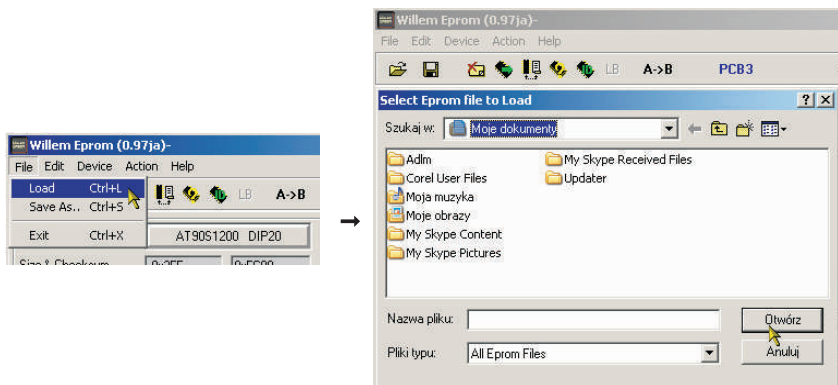 Willem Eprom (0.97ja)-
File Edit Device Action Help
Load Ctrl+L
Save As.. Ctrl+S
LB A->B
Exit Ctrl+X
AT90S1200 DIP20
→
Willem Eprom (0.97ja)-
File Edit Device Action Help
LB A->B PCB3
Select Eprom file to Load
Szukaj w: Moje dokumenty
Adlm My Skype Received Files
Corel User Files Updater
Moja muzyka
Moje obrazy
My Skype Content
My Skype Pictures
Nazwa pliku: Otwórz
Pliki typu: All Eprom Files Anuluj